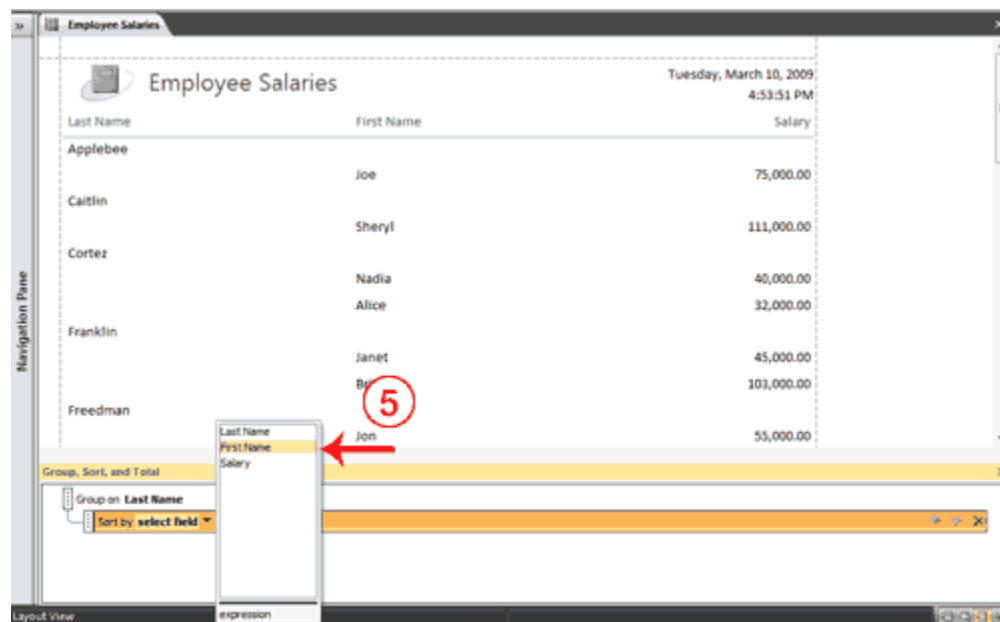 »
Employee Salaries
Navigation Pane
Employee Salaries
Tuesday, March 10, 2009
4:53:51 PM
Last Name First Name Salary
Applebee
Joe 75,000.00
Caitlin
Sheryl 111,000.00
Cortez
Nadia 40,000.00
Alice 32,000.00
Franklin
Janet 45,000.00
103,000.00
5
Freedman
Jon 55,000.00
Last Name
First Name
Salary
Group, Sort, and Total
Group on Last Name
Sort by select field
expression
Layout View